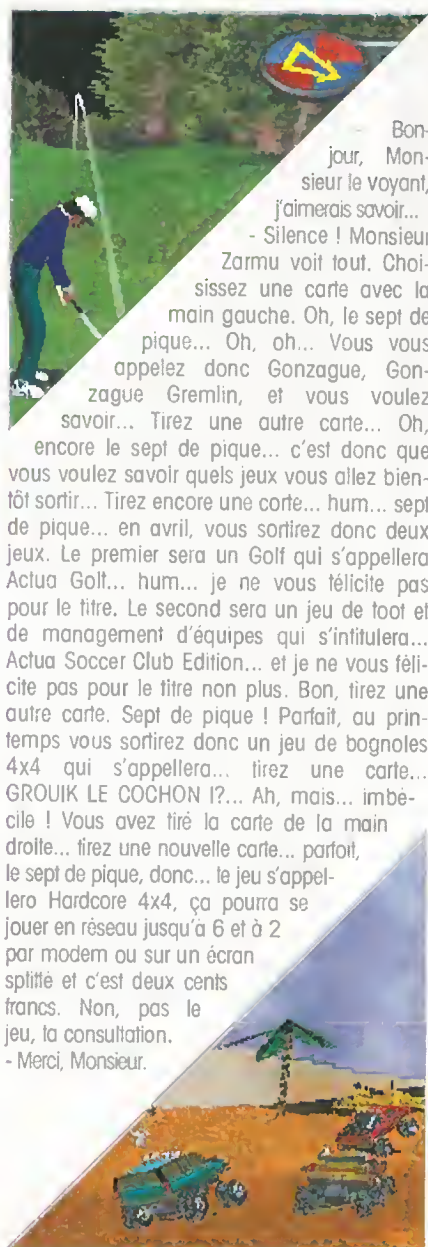 - Bon-
jour, Mon-
sieur le voyant,
j'aimerais savoir...
- Silence ! Monsieur
Zarmu voit tout. Choi-
sissez une carte avec la
main gauche. Oh, le sept de
pique... Oh, oh... Vous vous
appelez donc Gonzague, Gon-
zague Gremlin, et vous voulez
savoir... Tirez une autre carte... Oh,
encore le sept de pique... c'est donc que
vous voulez savoir quels jeux vous allez bien-
tôt sortir... Tirez encore une carte... hum... sept
de pique... en avril, vous sortirez donc deux
jeux. Le premier sera un Golf qui s'appellera
Actua Golf... hum... je ne vous félicite pas
pour le titre. Le second sera un jeu de foot et
de management d'équipes qui s'intitulera...
Actua Soccer Club Edition... et je ne vous féli-
cite pas pour le titre non plus. Bon, tirez une
autre carte. Sept de pique ! Parfait, au prin-
temps vous sortirez donc un jeu de bagnoles
4x4 qui s'appellera... tirez une carte...
GROUIK LE COCHON !?... Ah, mais... imbé-
cile ! Vous avez tiré la carte de la main
droite... tirez une nouvelle carte... parfait,
le sept de pique, donc... le jeu s'appel-
lera Hardcore 4x4, ça pourra se
jouer en réseau jusqu'à 6 et à 2
par modem ou sur un écran
splitté et c'est deux cents
francs. Non, pas le
jeu, la consultation.
- Merci, Monsieur.